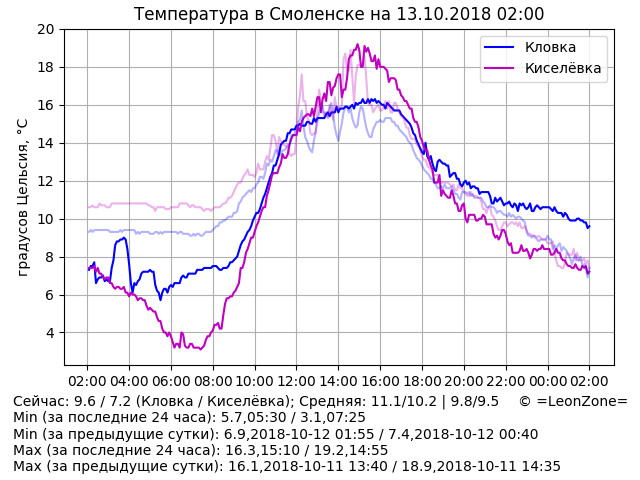 Температура в Смоленске на 13.10.2018 02:00
градусов Цельсия, °C
20
18
16
14
12
10
8
6
4
Кловка
Киселёвка
02:00 04:00 06:00 08:00 10:00 12:00 14:00 16:00 18:00 20:00 22:00 00:00 02:00
Сейчас: 9.6 / 7.2 (Кловка / Киселёвка); Средняя: 11.1/10.2 | 9.8/9.5 © =LeonZone=
Min (за последние 24 часа): 5.7,05:30 / 3.1,07:25
Min (за предыдущие сутки): 6.9,2018-10-12 01:55 / 7.4,2018-10-12 00:40
Max (за последние 24 часа): 16.3,15:10 / 19.2,14:55
Max (за предыдущие сутки): 16.1,2018-10-11 13:40 / 18.9,2018-10-11 14:35